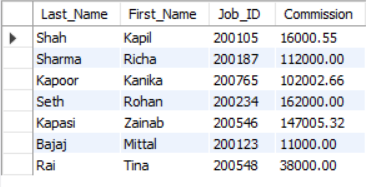 Last_Name First_Name Job_ID Commission
Shah Kapil 200105 16000.55
Sharma Richa 200187 112000.00
Kapoor Kanika 200765 102002.66
Seth Rohan 200234 162000.00
Kapasi Zainab 200546 147005.32
Bajaj Mittal 200123 11000.00
Rai Tina 200548 38000.00